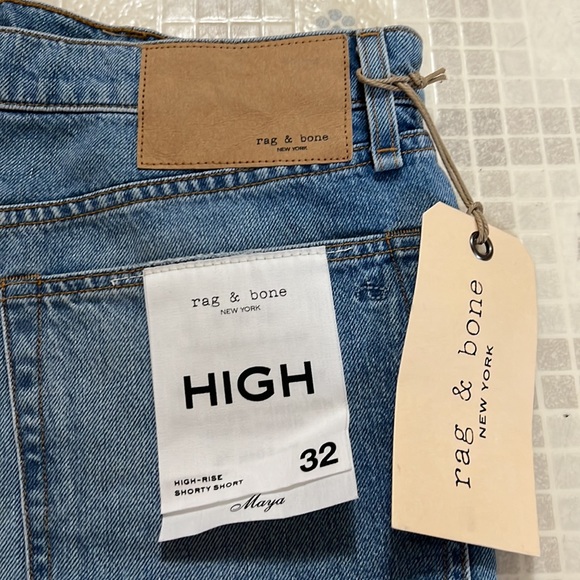 rag & bone
NEW YORK
rag & bone
NEW YORK
HIGH
32
HIGH-RISE
SHORTY SHORT
Maya
rag & bone
NEW YORK